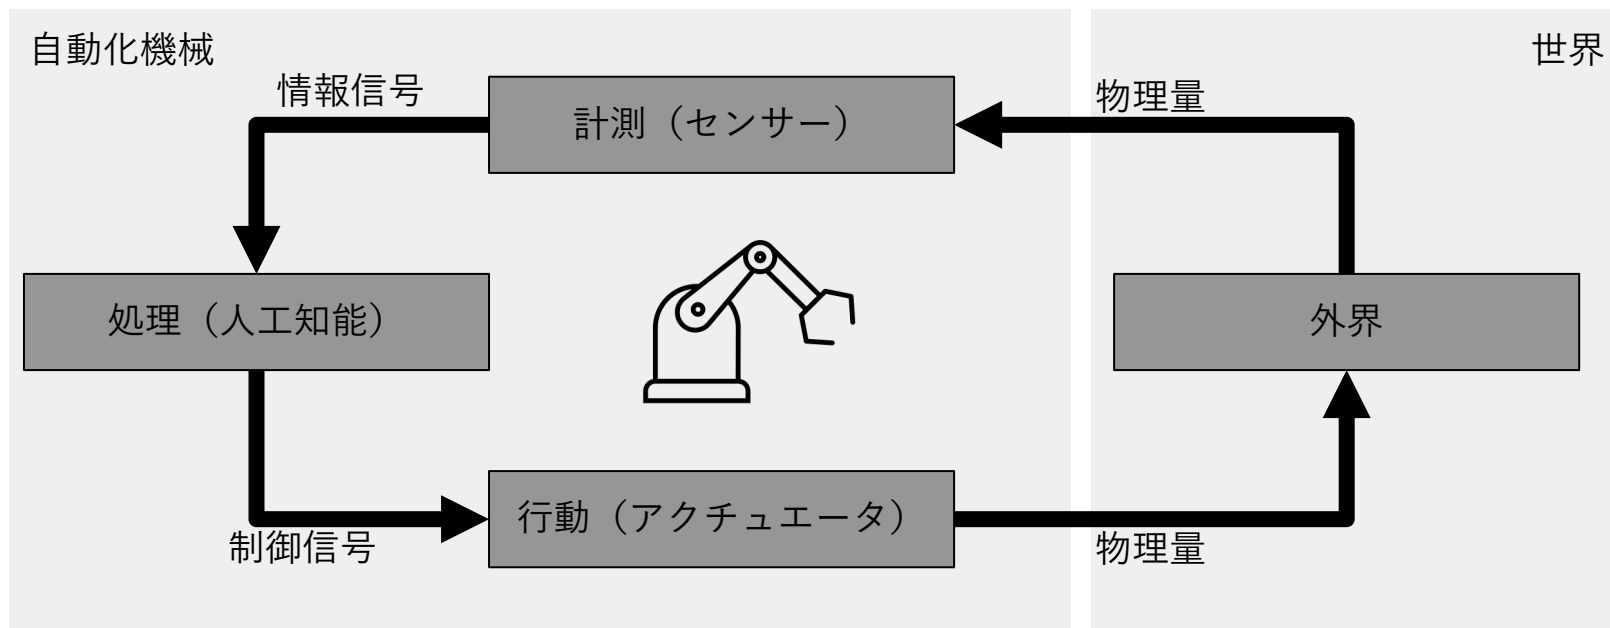 自動化機械
世界
情報信号
計測（センサー）
物理量
処理（人工知能）
外界
行動（アクチュエータ）
制御信号
物理量